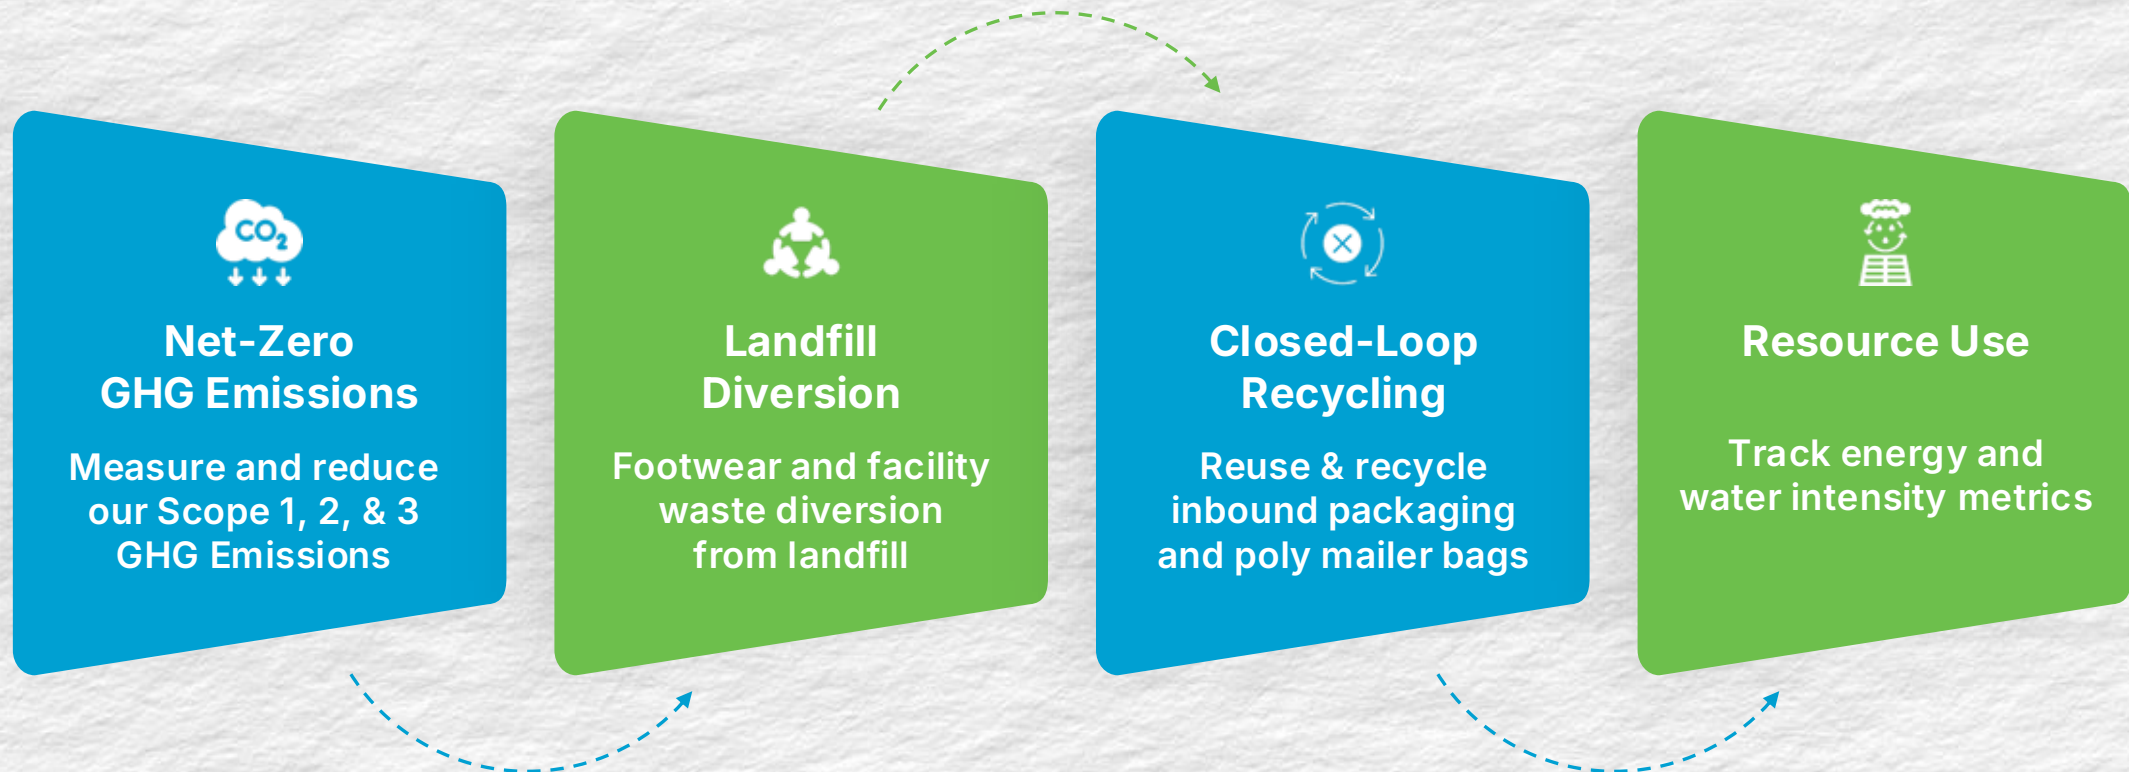 CO2
Net-Zero
GHG Emissions
Measure and reduce
our Scope 1, 2, & 3
GHG Emissions
Landfill
Diversion
Footwear and facility
waste diversion
from landfill
Closed-Loop
Recycling
Reuse & recycle
inbound packaging
and poly mailer bags
Resource Use
Track energy and
water intensity metrics